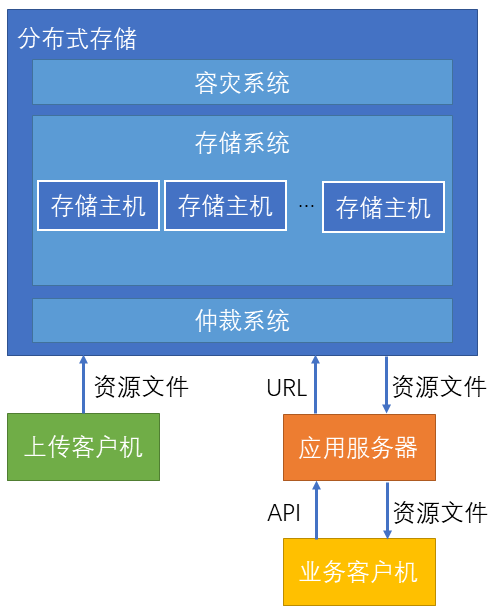 分布式存储
容灾系统
存储系统
存储主机 存储主机 ... 存储主机
仲裁系统
资源文件 URL 资源文件
上传客户机 应用服务器
API 资源文件
业务客户机